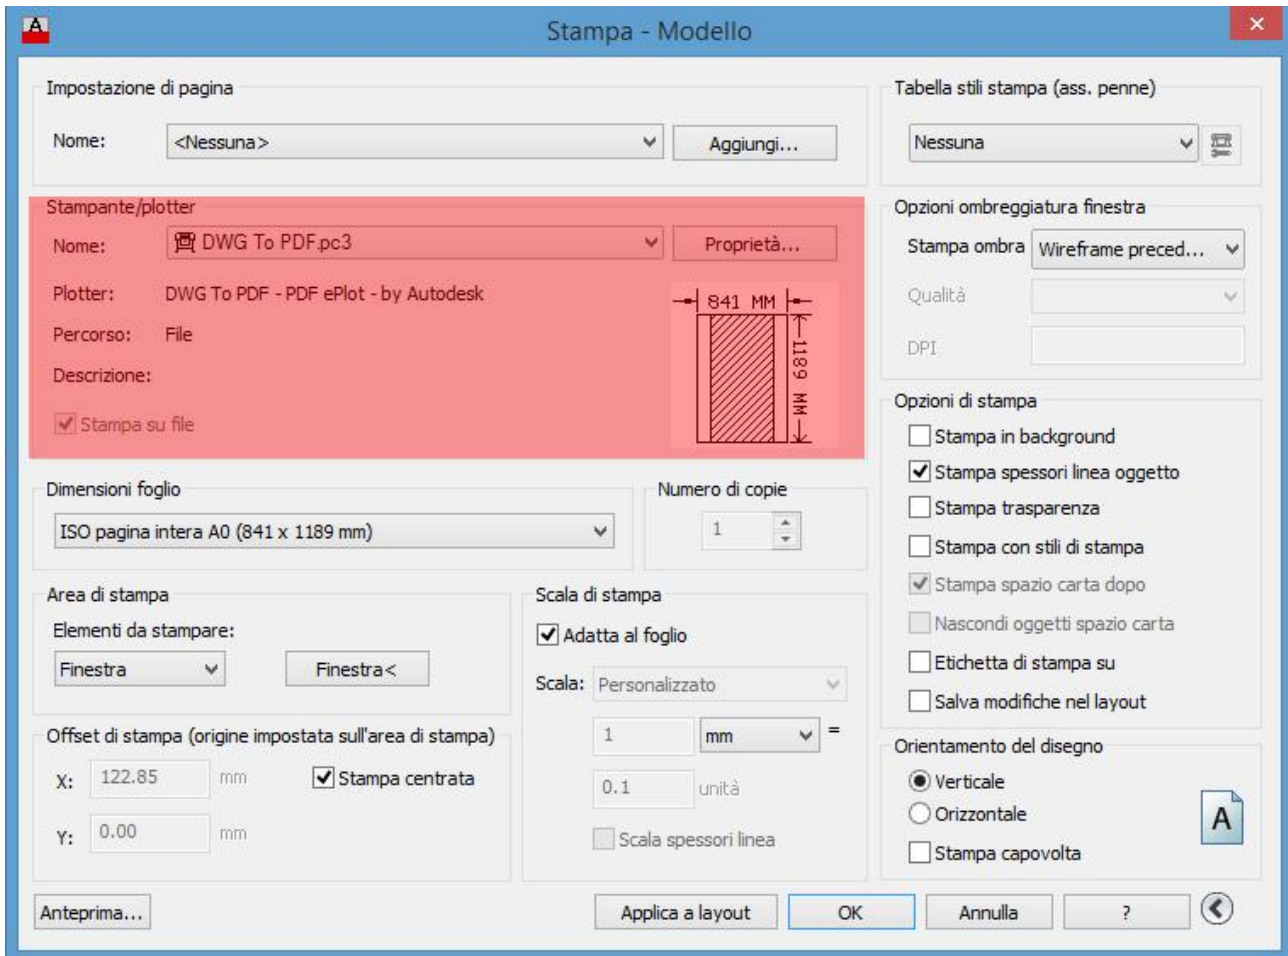 A
Stampa - Modello
Impostazione di pagina
Nome:
<Nessuna>
Aggiungi...
Tabella stili stampa (ass. penne)
Nessuna
Stampante/plotter
Nome:
DWG To PDF.pc3
Proprietà...
Plotter:
DWG To PDF - PDF ePlot - by Autodesk
Percorso:
File
Descrizione:
Stampa su file
841 MM
1189 MM
Opzioni ombreggiatura finestra
Stampa ombra
Wireframe preced...
Qualità
DPI
Dimensioni foglio
ISO pagina intera A0 (841 x 1189 mm)
Numero di copie
1
Opzioni di stampa
Stampa in background
Stampa spessori linea oggetto
Stampa trasparenza
Stampa con stili di stampa
Stampa spazio carta dopo
Nascondi oggetti spazio carta
Etichetta di stampa su
Salva modifiche nel layout
Area di stampa
Elementi da stampare:
Finestra
Finestra<
Scala di stampa
Adatta al foglio
Scala:
Personalizzato
1
mm
=
0.1
unità
Scala spessori linea
Offset di stampa (origine impostata sull'area di stampa)
X:
122.85
mm
Stampa centrata
Y:
0.00
mm
Orientamento del disegno
Verticale
Orizzontale
Stampa capovolta
A
Anteprima...
Applica a layout
OK
Annulla
?